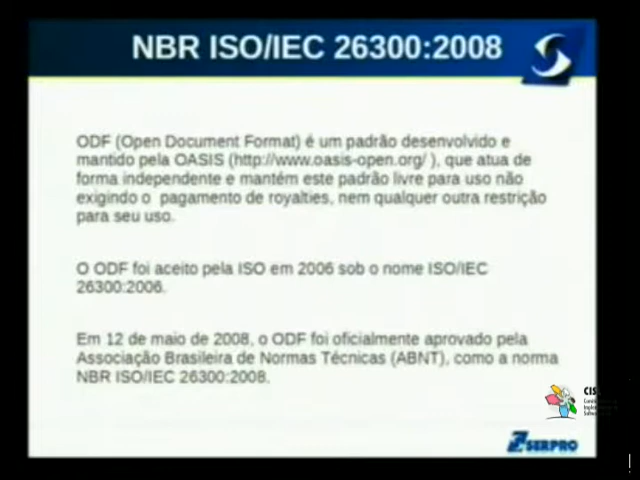 NBR ISO/IEC 26300:2008
ODF (Open Document Format) é um padrão desenvolvido e
mantido pela OASIS (http://www.oasis-open.org/ ), que atua de
forma independente e mantém este padrão livre para uso não
exigindo o pagamento de royalties, nem qualquer outra restrição
para seu uso.
O ODF foi aceito pela ISO em 2006 sob o nome ISO/IEC
26300:2006.
Em 12 de maio de 2008, o ODF foi oficialmente aprovado pela
Associação Brasileira de Normas Técnicas (ABNT), como a norma
NBR ISO/IEC 26300:2008.
CIS
SERPRO